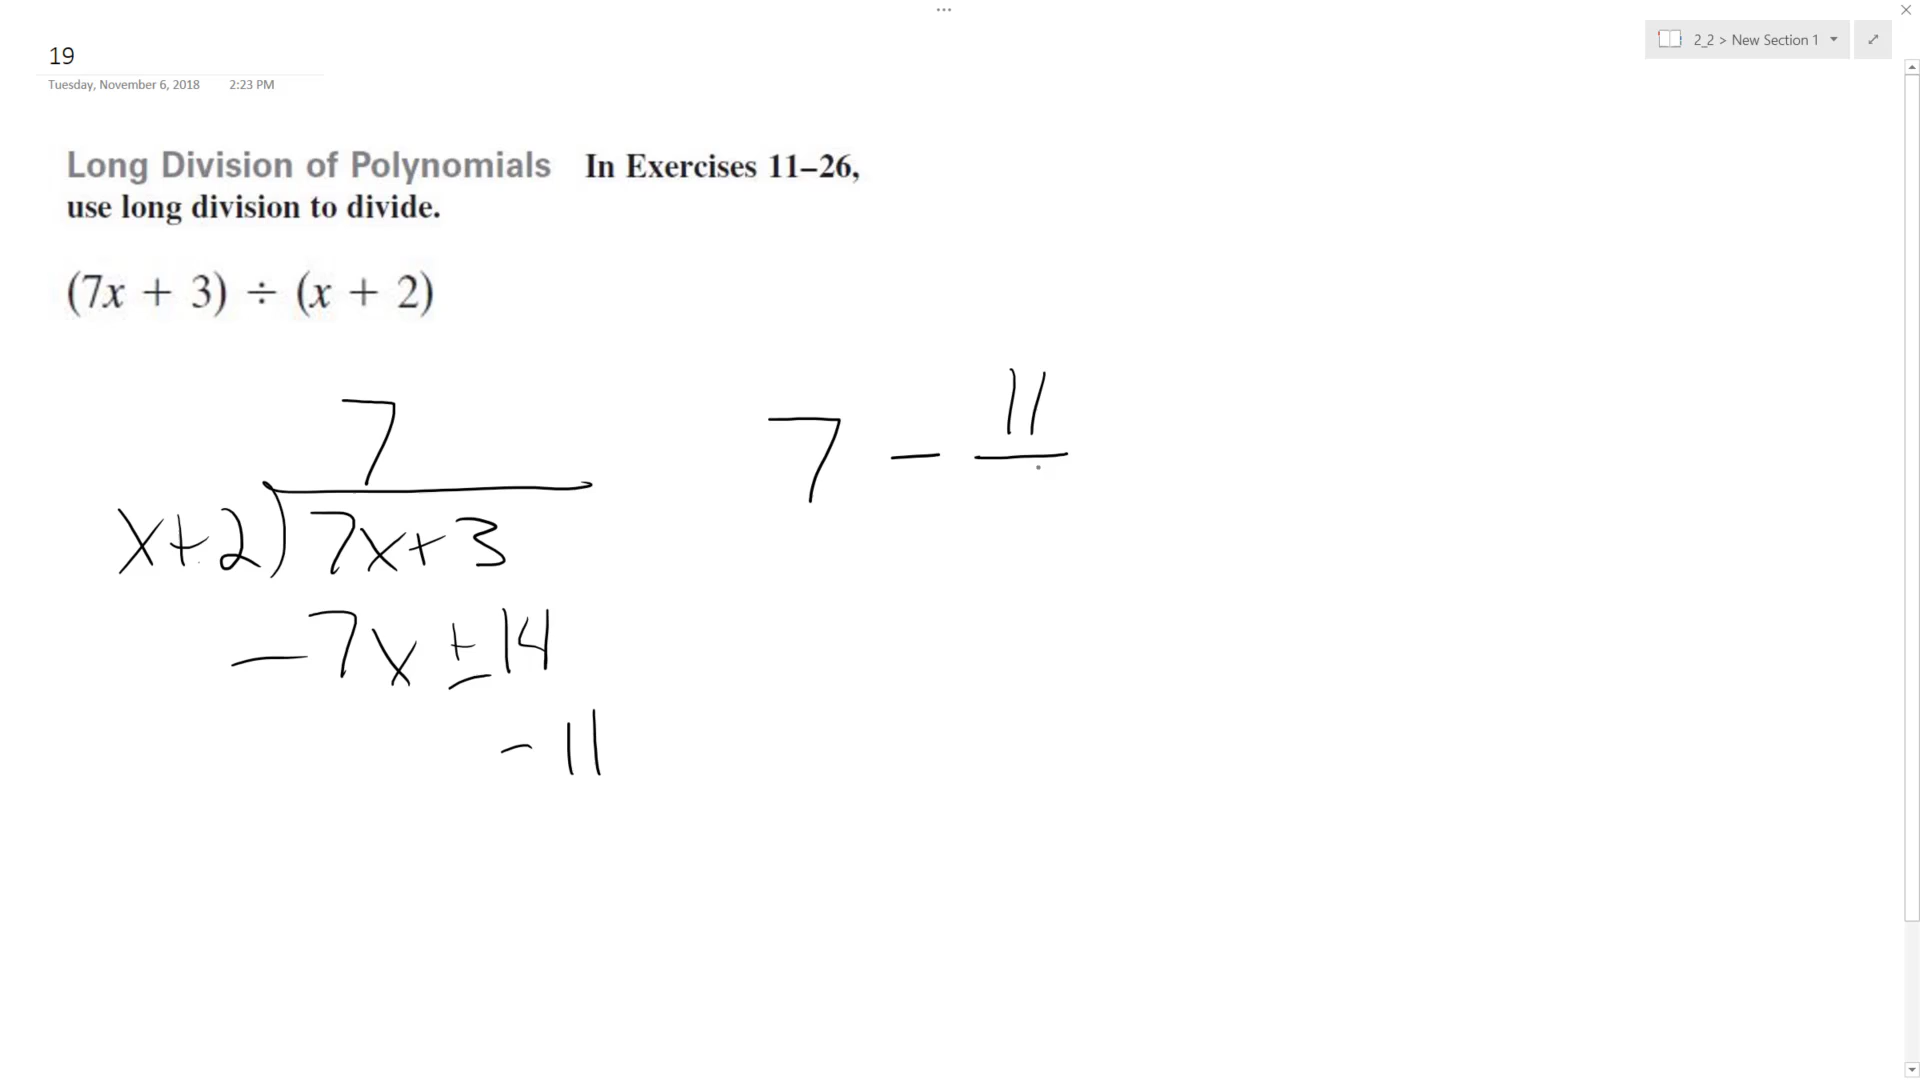 ...
2_2 > New Section 1
19
Tuesday, November 6, 2018 2:23 PM
Long Division of Polynomials In Exercises 11–26,
use long division to divide.
(7x + 3) ÷ (x + 2)
7
x+2)7x+3
-7x ± 14
-11
7 - 11